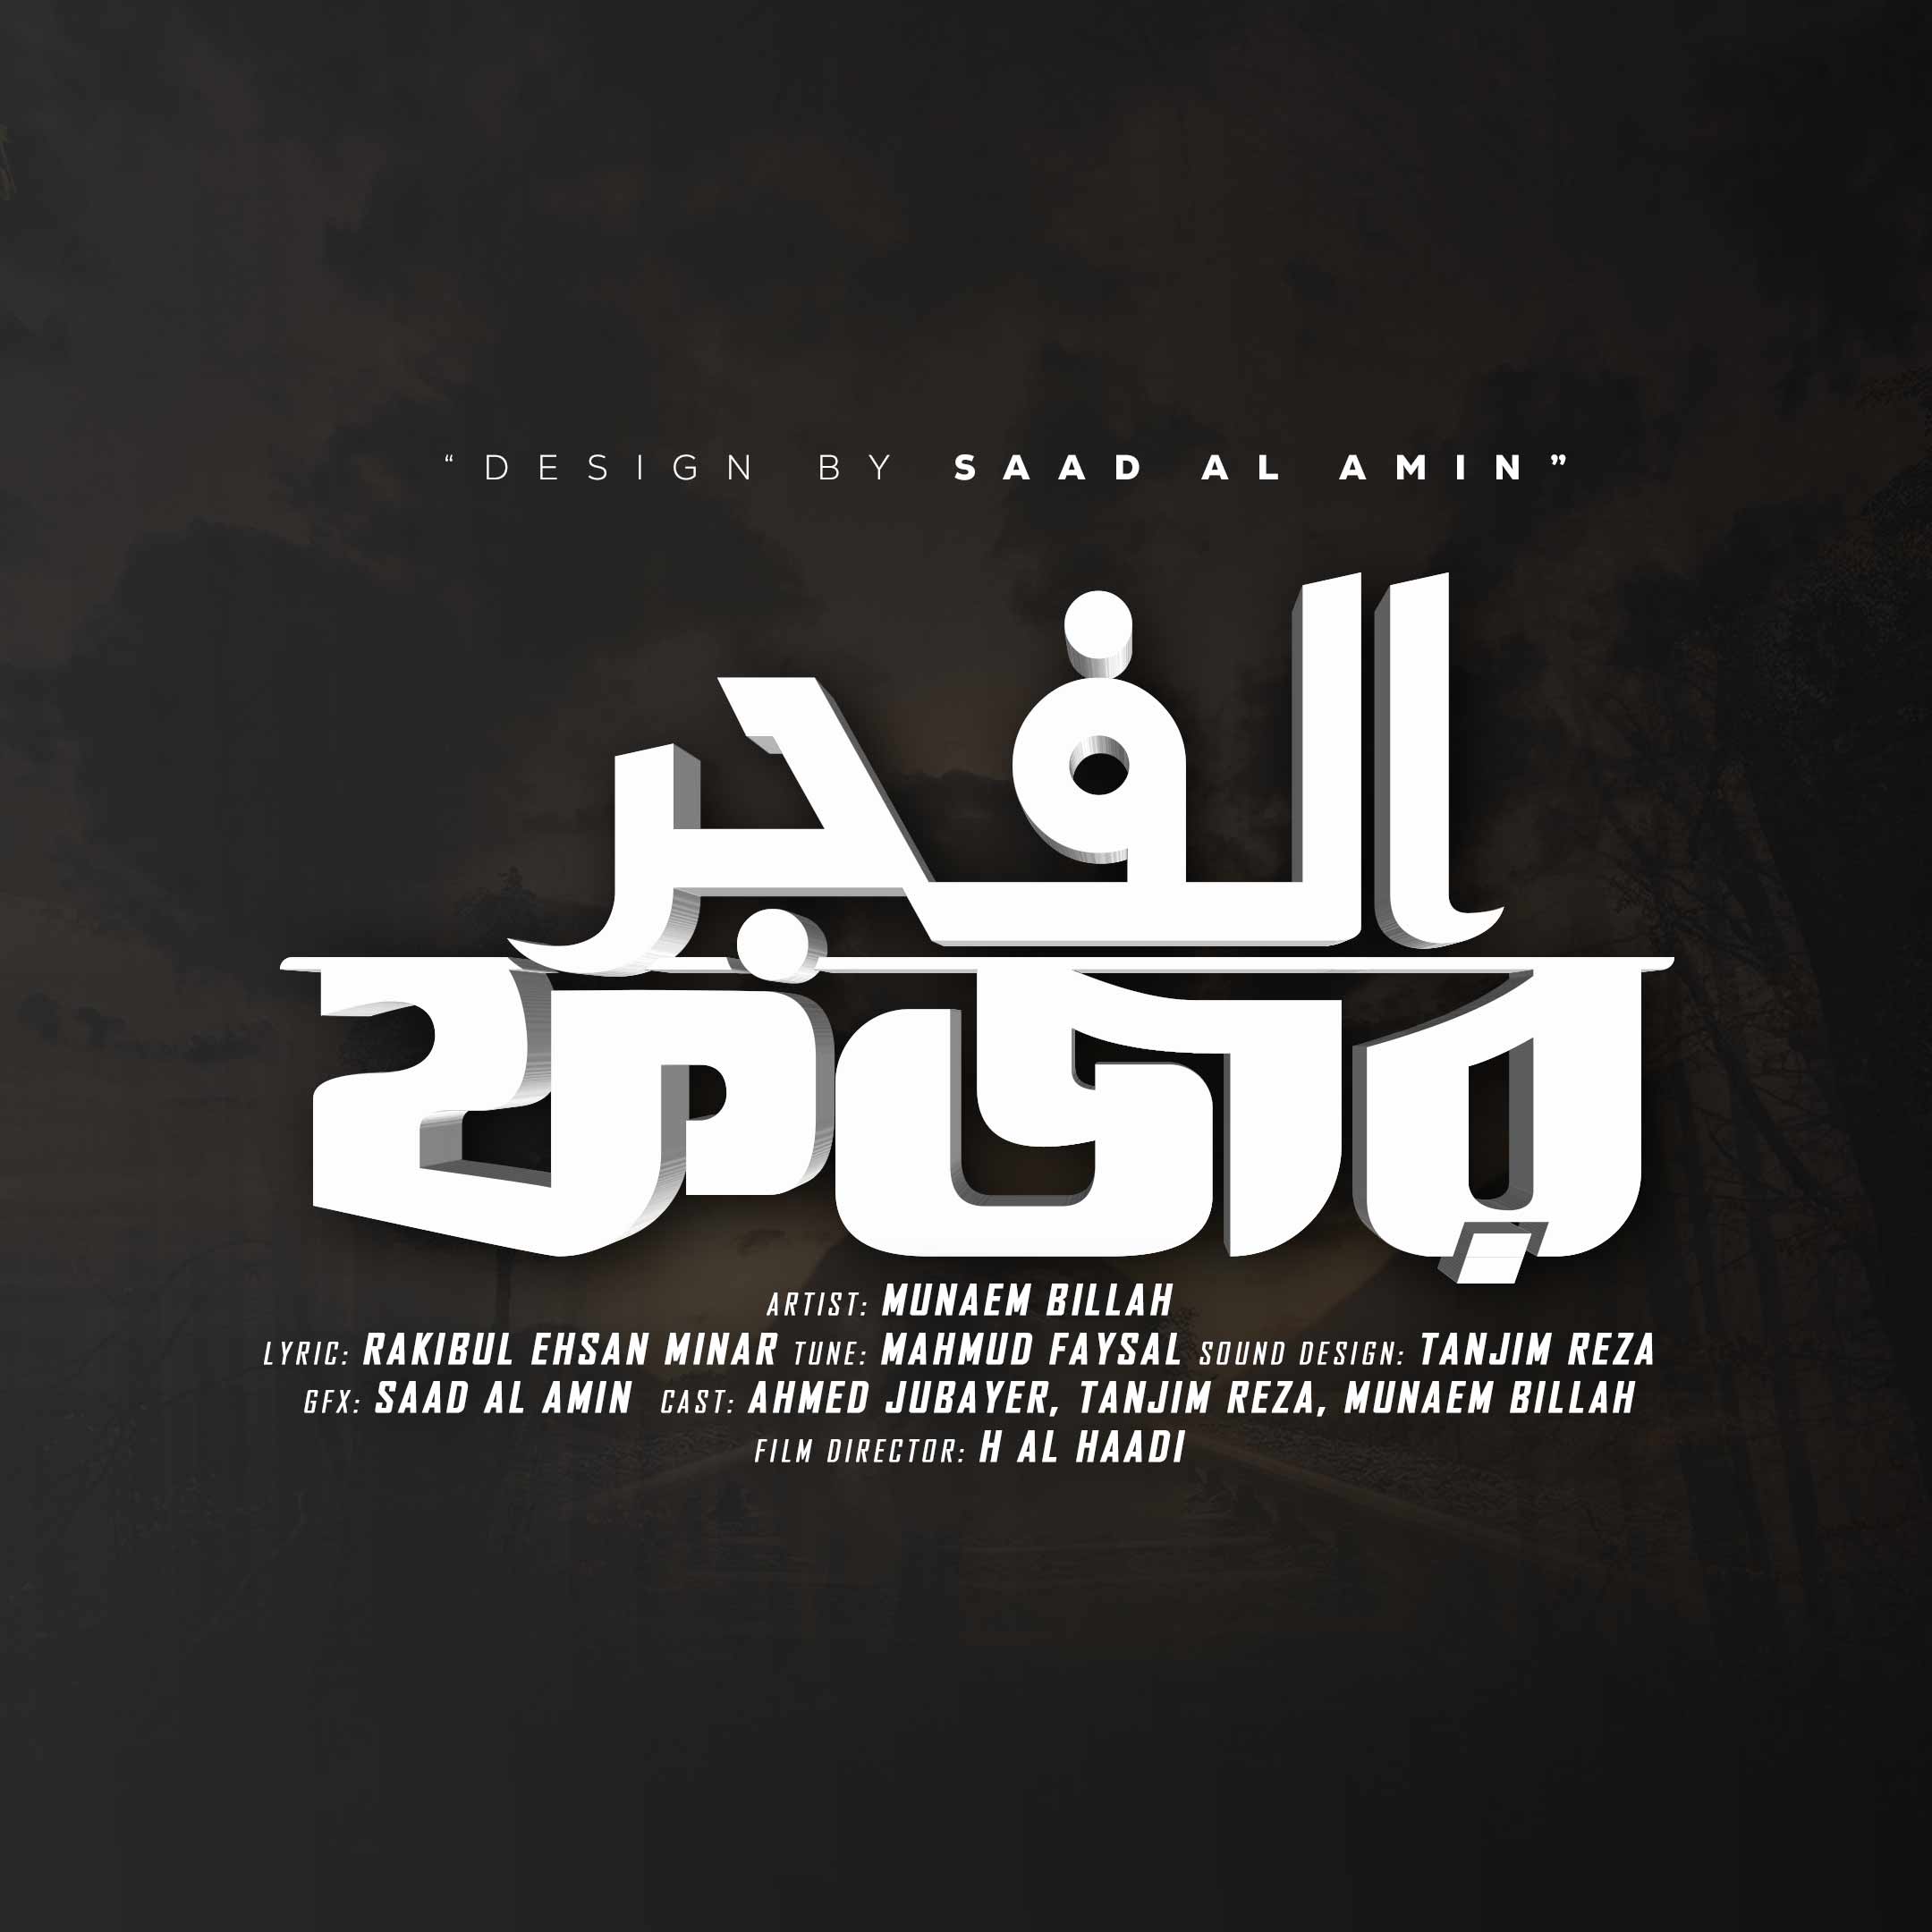 “DESIGN BY SAAD AL AMIN”
الفجر
ফজর
ARTIST: MUNAEM BILLAH
LYRIC: RAKIBUL EHSAN MINAR TUNE: MAHMUD FAYSAL SOUND DESIGN: TANJIM REZA
GFX: SAAD AL AMIN CAST: AHMED JUBAYER, TANJIM REZA, MUNAEM BILLAH
FILM DIRECTOR: H AL HAADI